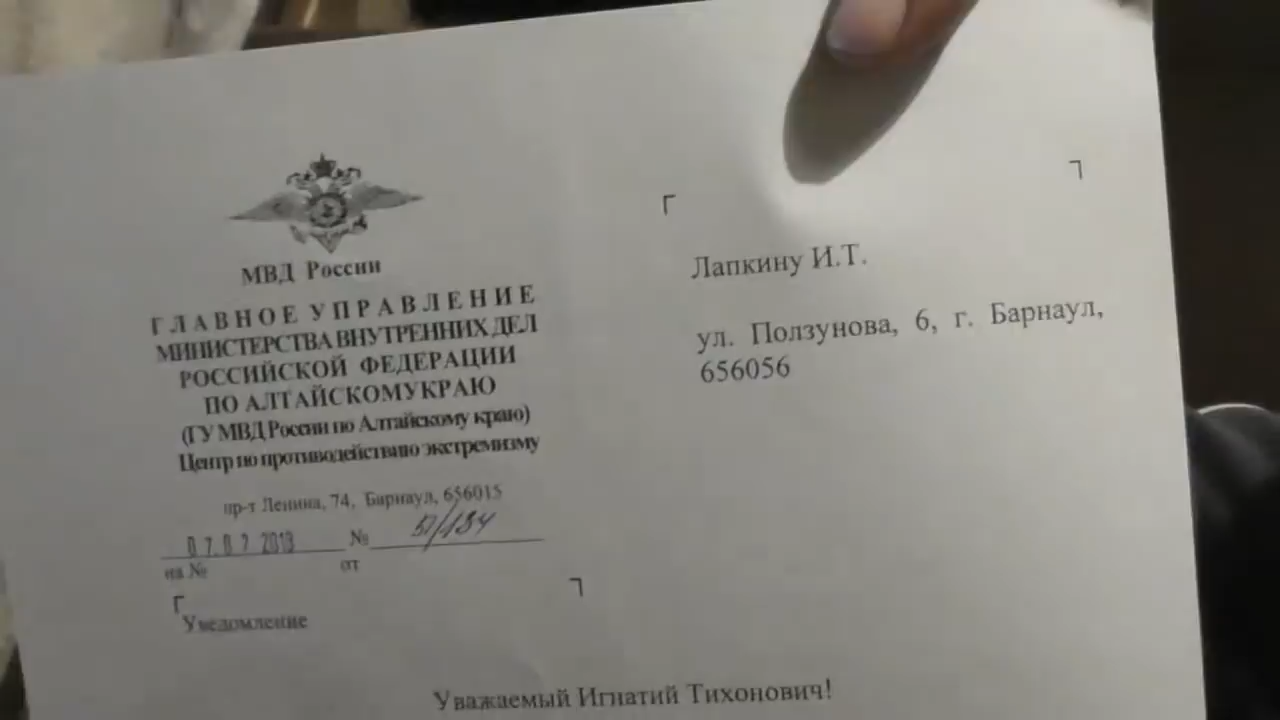 МВД России
ГЛАВНОЕ УПРАВЛЕНИЕ
МИНИСТЕРСТВА ВНУТРЕННИХ ДЕЛ
РОССИЙСКОЙ ФЕДЕРАЦИИ
ПО АЛТАЙСКОМУ КРАЮ
(ГУ МВД России по Алтайскому краю)
Центр по противодействию экстремизму
пр-т Ленина, 74, Барнаул, 656015
№
на № от
Уведомление
Лапкину И.Т.
ул. Ползунова, 6, г. Барнаул,
656056
Уважаемый Игнатий Тихонович!